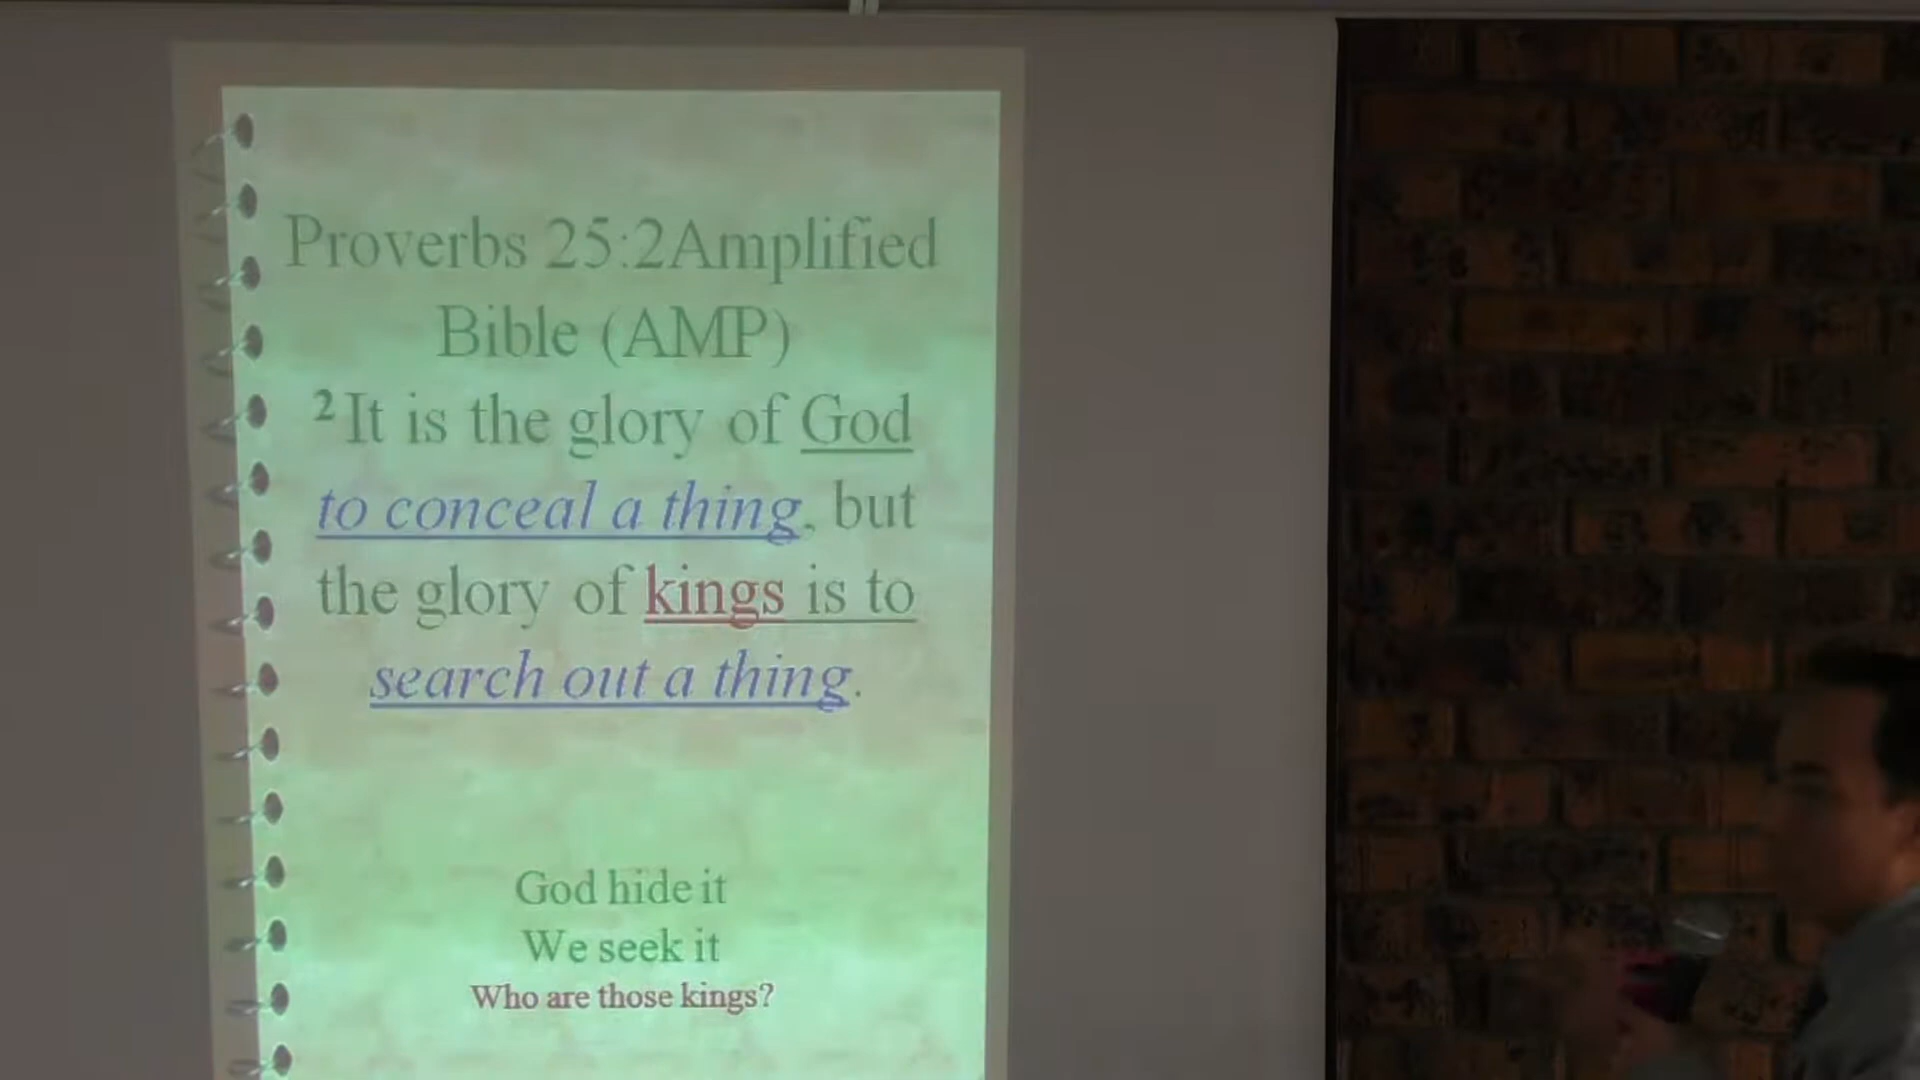 Proverbs 25:2Amplified
Bible (AMP)
²It is the glory of God
to conceal a thing, but
the glory of kings is to
search out a thing.
God hide it
We seek it
Who are those kings?